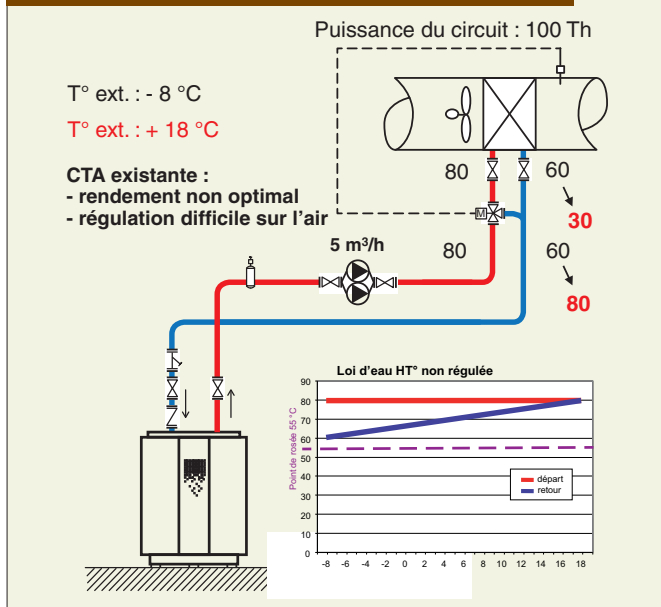 Puissance du circuit : 100 Th
T° ext. : - 8 °C
T° ext. : + 18 °C
CTA existante :
- rendement non optimal
- régulation difficile sur l'air
80
60
30
M
5 m³/h
80
60
80
Loi d'eau HT° non régulée
Point de rosée 55 °C
90
80
70
60
50
40
30
20
10
0
départ
retour
-8 -6 -4 -2 0 2 4 6 8 10 12 14 16 18